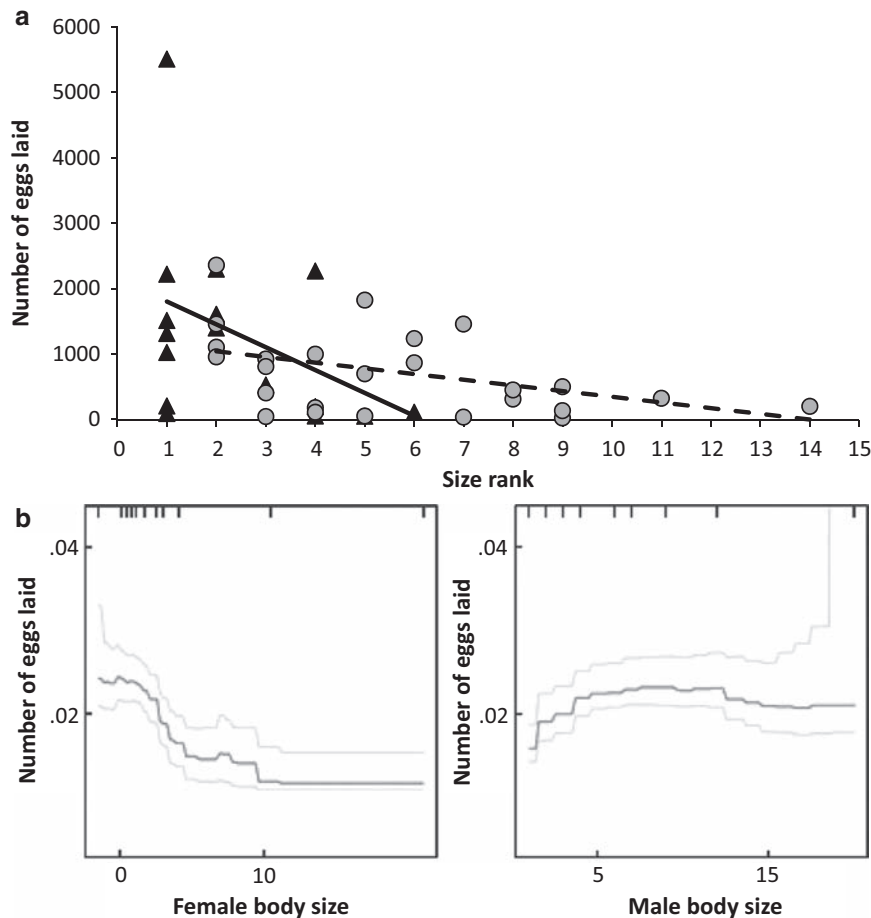 a
6000
5000
4000
3000
2000
1000
0
Number of eggs laid
0 1 2 3 4 5 6 7 8 9 10 11 12 13 14 15
Size rank
b
.04
.02
Number of eggs laid
0 10
Female body size
.04
.02
Number of eggs laid
5 15
Male body size